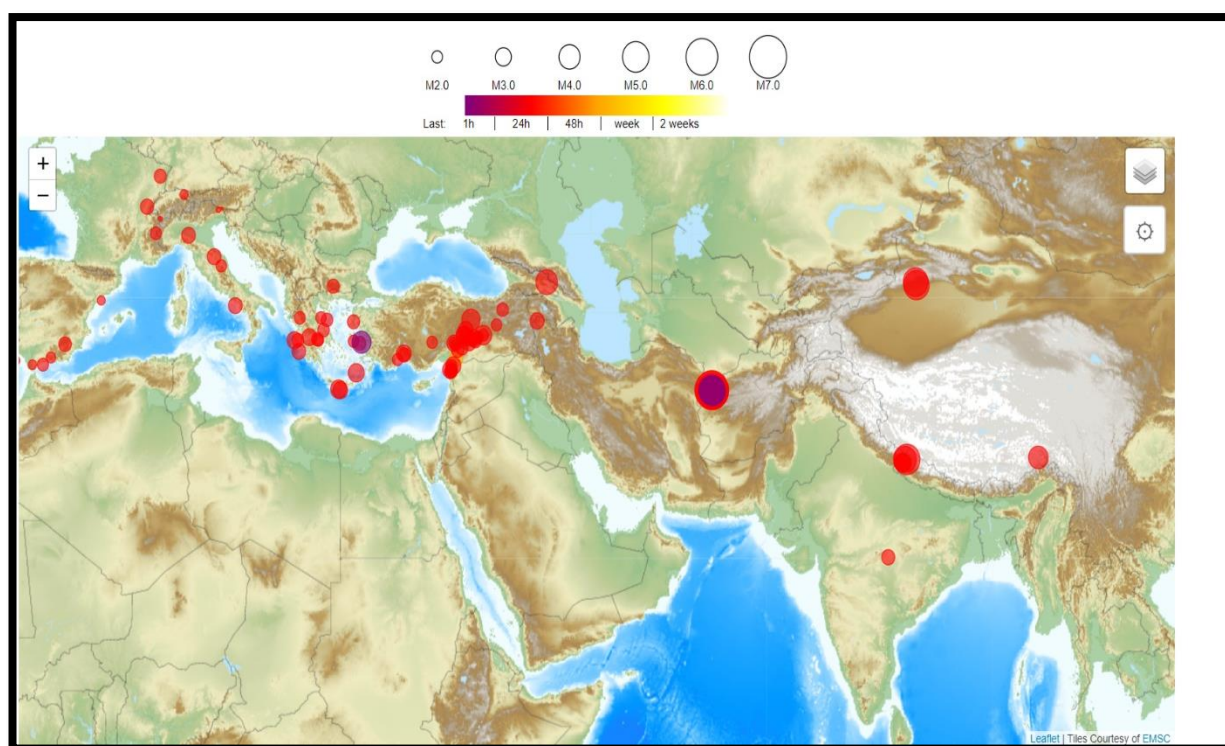 M2.0 M3.0 M4.0 M5.0 M6.0 M7.0
Last: 1h | 24h | 48h | week | 2 weeks
+
−
Leaflet | Tiles Courtesy of EMSC